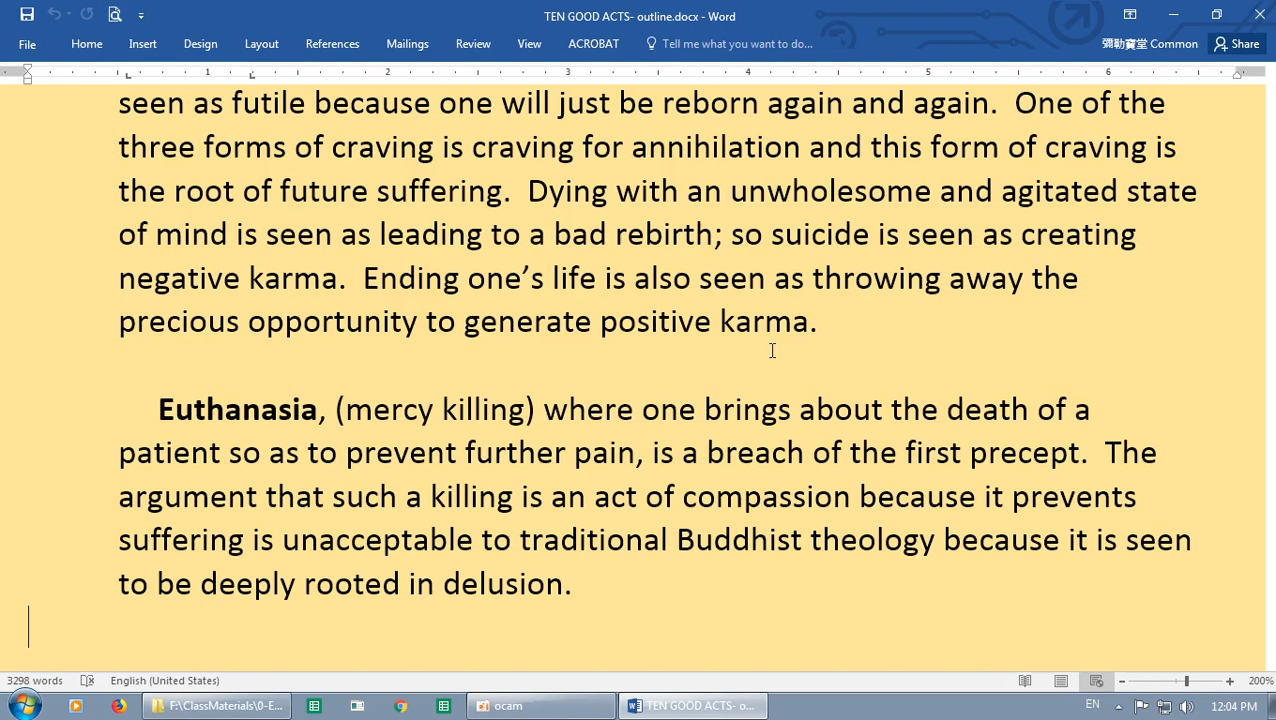 TEN GOOD ACTS- outline.docx - Word
File Home Insert Design Layout References Mailings Review View ACROBAT Tell me what you want to do... 彌勒寶堂 Common Share
1 2 3 4 5 6
seen as futile because one will just be reborn again and again. One of the
three forms of craving is craving for annihilation and this form of craving is
the root of future suffering. Dying with an unwholesome and agitated state
of mind is seen as leading to a bad rebirth; so suicide is seen as creating
negative karma. Ending one’s life is also seen as throwing away the
precious opportunity to generate positive karma.
Euthanasia, (mercy killing) where one brings about the death of a
patient so as to prevent further pain, is a breach of the first precept. The
argument that such a killing is an act of compassion because it prevents
suffering is unacceptable to traditional Buddhist theology because it is seen
to be deeply rooted in delusion.
3298 words English (United States) 200%
F:\ClassMaterials\0-E... ocam TEN GOOD ACTS- o... EN 12:04 PM